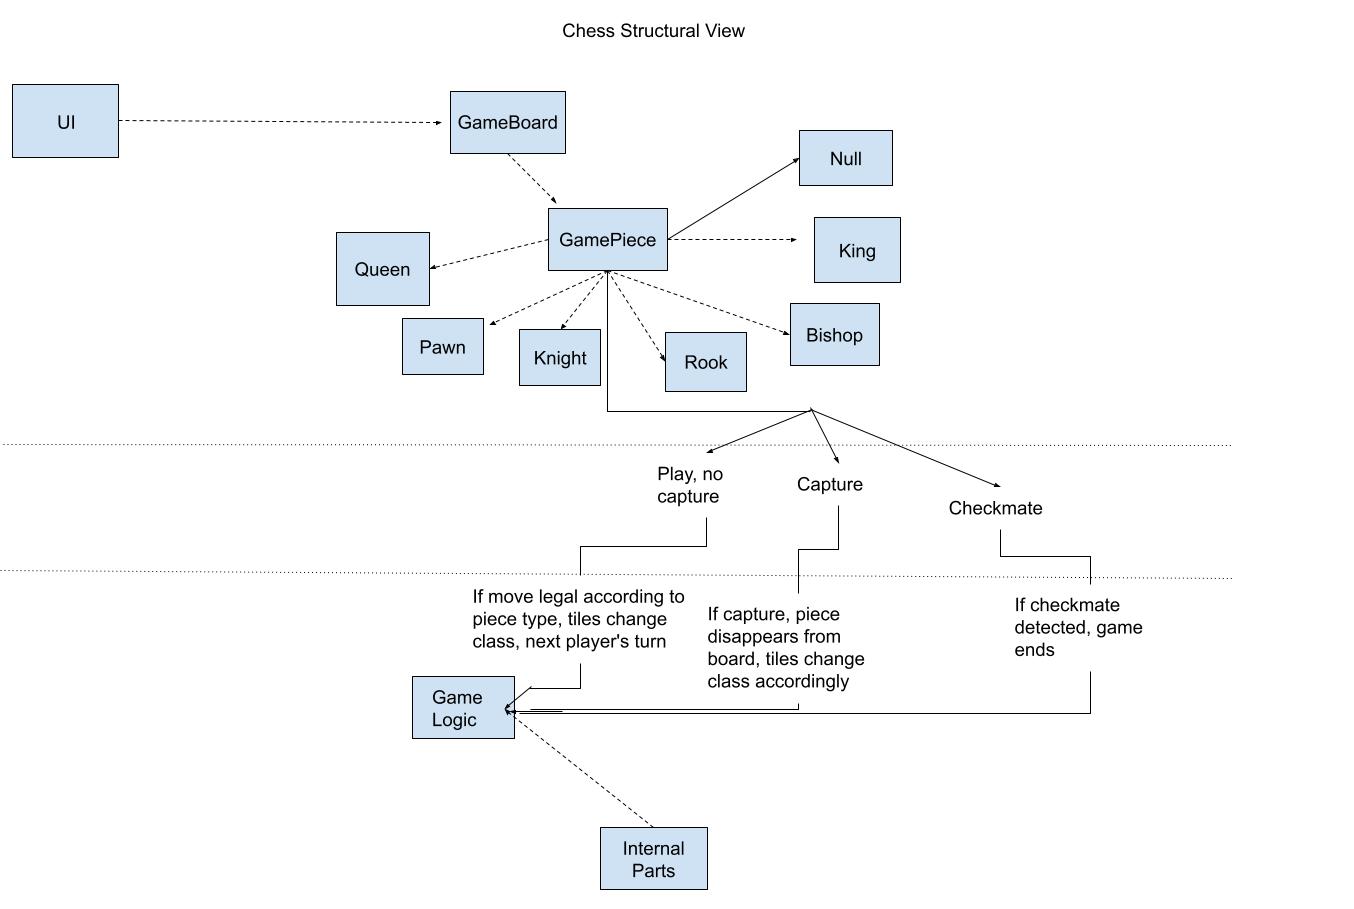 Chess Structural View
UI
GameBoard
Null
GamePiece
King
Queen
Pawn
Knight
Rook
Bishop
Play, no
capture
Capture
Checkmate
If move legal according to
piece type, tiles change
class, next player's turn
If capture, piece
disappears from
board, tiles change
class accordingly
If checkmate
detected, game
ends
Game
Logic
Internal
Parts